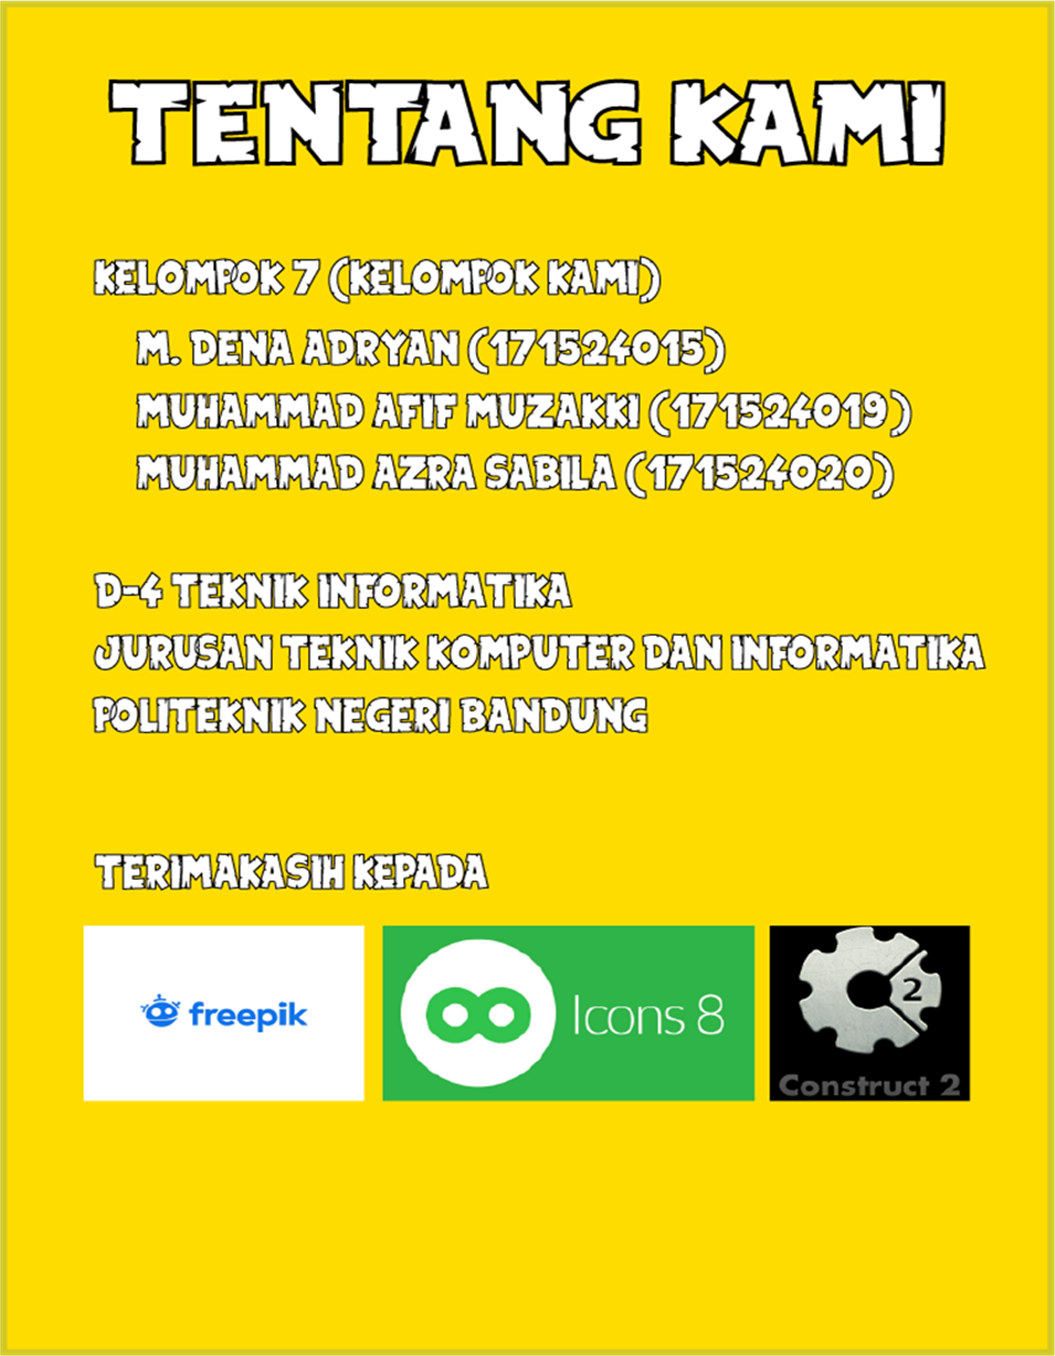 TENTANG KAMI
KELOMPOK 7 (KELOMPOK KAMI)
M. DENA ADRYAN (171524015)
MUHAMMAD AFIF MUZAKKI (171524019)
MUHAMMAD AZRA SABILA (171524020)
D-4 TEKNIK INFORMATIKA
JURUSAN TEKNIK KOMPUTER DAN INFORMATIKA
POLITEKNIK NEGERI BANDUNG
TERIMAKASIH KEPADA
freepik
Icons 8
2
Construct 2